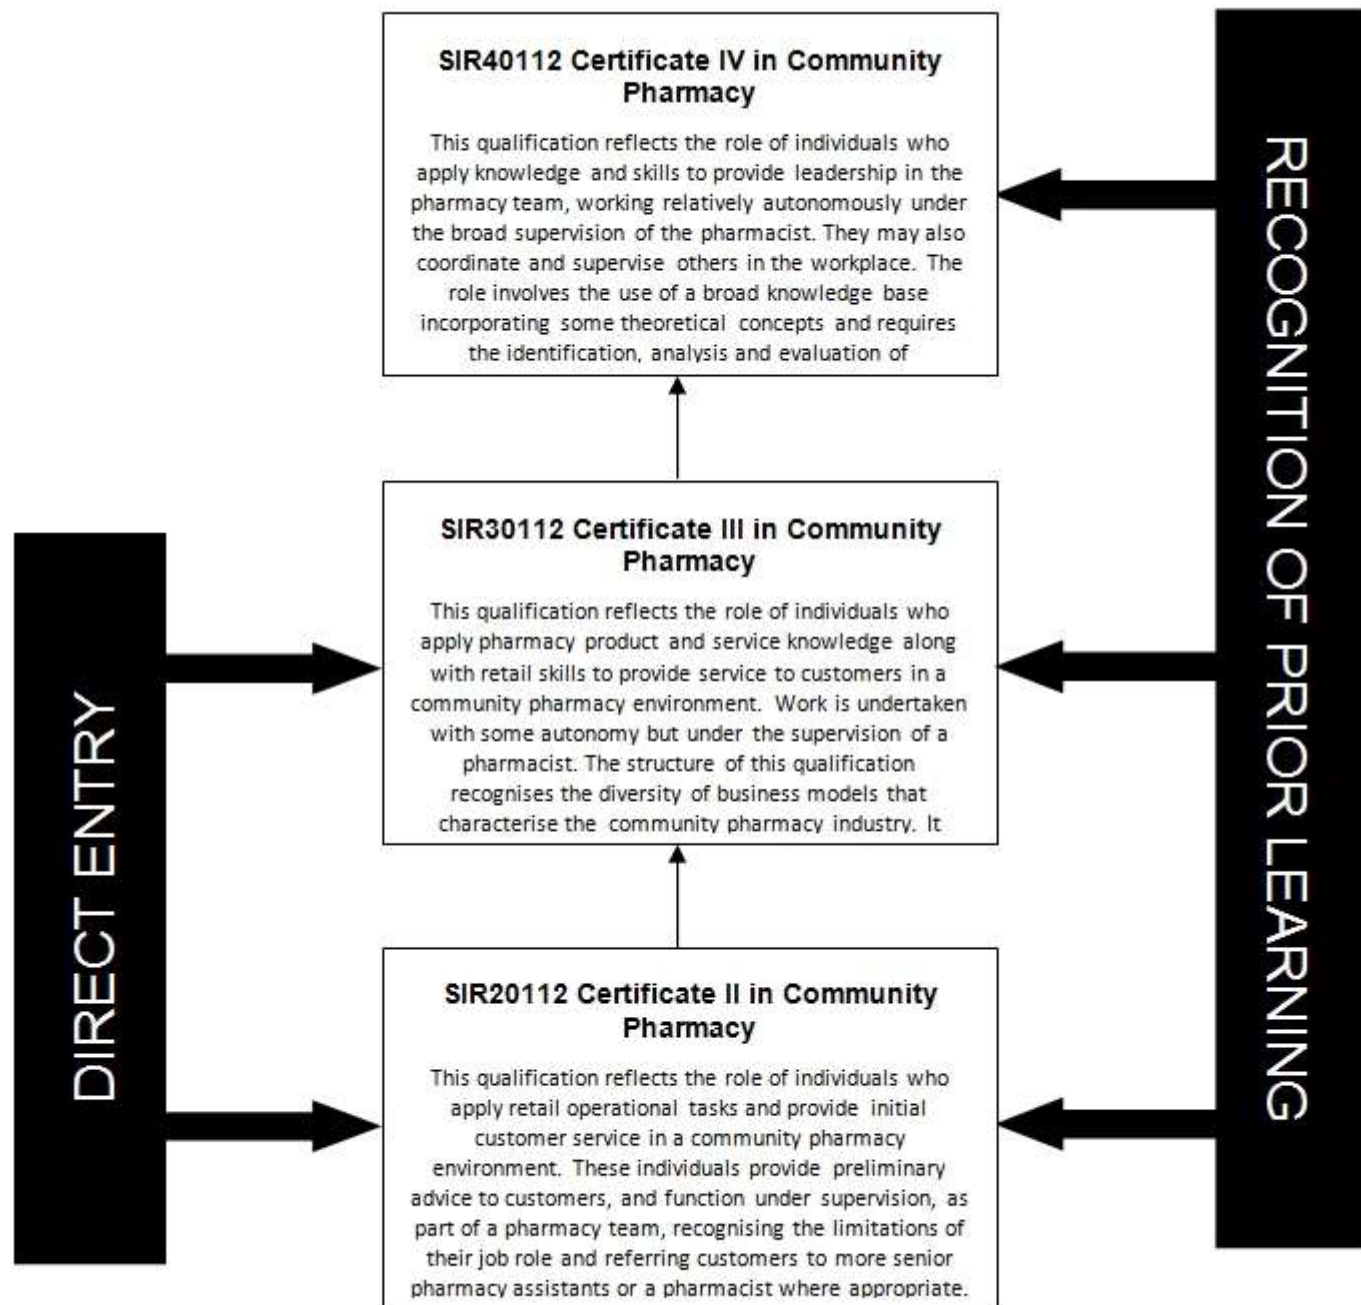 SIR40112 Certificate IV in Community
Pharmacy
This qualification reflects the role of individuals who
apply knowledge and skills to provide leadership in the
pharmacy team, working relatively autonomously under
the broad supervision of the pharmacist. They may also
coordinate and supervise others in the workplace. The
role involves the use of a broad knowledge base
incorporating some theoretical concepts and requires
the identification, analysis and evaluation of
SIR30112 Certificate III in Community
Pharmacy
This qualification reflects the role of individuals who
apply pharmacy product and service knowledge along
with retail skills to provide service to customers in a
community pharmacy environment. Work is undertaken
with some autonomy but under the supervision of a
pharmacist. The structure of this qualification
recognises the diversity of business models that
characterise the community pharmacy industry. It
SIR20112 Certificate II in Community
Pharmacy
This qualification reflects the role of individuals who
apply retail operational tasks and provide initial
customer service in a community pharmacy
environment. These individuals provide preliminary
advice to customers, and function under supervision, as
part of a pharmacy team, recognising the limitations of
their job role and referring customers to more senior
pharmacy assistants or a pharmacist where appropriate.
DIRECT ENTRY
RECOGNITION OF PRIOR LEARNING